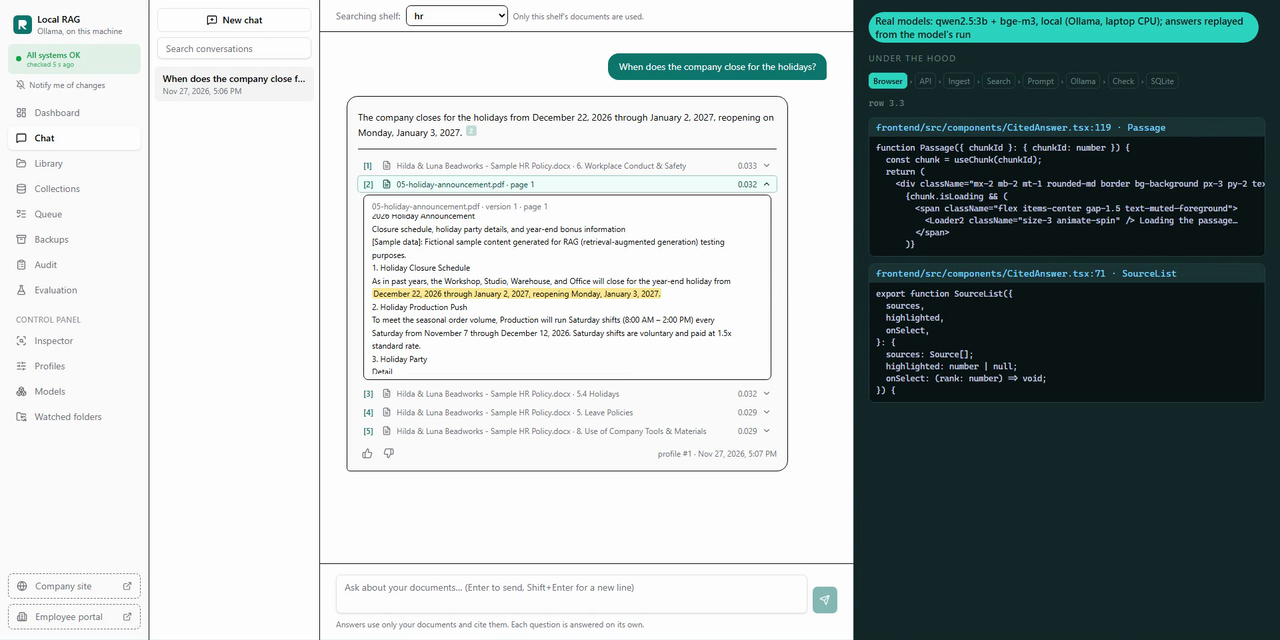 Local RAG
Ollama, on this machine
All systems OK
checked 5 s ago
Notify me of changes
Dashboard
Chat
Library
Collections
Queue
Backups
Audit
Evaluation
CONTROL PANEL
Inspector
Profiles
Models
Watched folders
Company site
Employee portal
New chat
Search conversations
When does the company close f...
Nov 27, 2026, 5:06 PM
Searching shelf: hr Only this shelf's documents are used.
When does the company close for the holidays?
The company closes for the holidays from December 22, 2026 through January 2, 2027, reopening on
Monday, January 3, 2027. 2
[1] Hilda & Luna Beadworks - Sample HR Policy.docx · 6. Workplace Conduct & Safety 0.033
[2] 05-holiday-announcement.pdf · page 1 0.032
05-holiday-announcement.pdf · version 1 · page 1
2026 Holiday Announcement
Closure schedule, holiday party details, and year-end bonus information
[Sample data]: Fictional sample content generated for RAG (retrieval-augmented generation) testing
purposes.
1. Holiday Closure Schedule
As in past years, the Workshop, Studio, Warehouse, and Office will close for the year-end holiday from
December 22, 2026 through January 2, 2027, reopening Monday, January 3, 2027.
2. Holiday Production Push
To meet the seasonal order volume, Production will run Saturday shifts (8:00 AM – 2:00 PM) every
Saturday from November 7 through December 12, 2026. Saturday shifts are voluntary and paid at 1.5x
standard rate.
3. Holiday Party
Detail
[3] Hilda & Luna Beadworks - Sample HR Policy.docx · 5.4 Holidays 0.032
[4] Hilda & Luna Beadworks - Sample HR Policy.docx · 5. Leave Policies 0.029
[5] Hilda & Luna Beadworks - Sample HR Policy.docx · 8. Use of Company Tools & Materials 0.029
profile #1 · Nov 27, 2026, 5:07 PM
Ask about your documents... (Enter to send, Shift+Enter for a new line)
Answers use only your documents and cite them. Each question is answered on its own.
Real models: qwen2.5:3b + bge-m3, local (Ollama, laptop CPU); answers replayed
from the model's run
UNDER THE HOOD
Browser › API › Ingest › Search › Prompt › Ollama › Check › SQLite
row 3.3
frontend/src/components/CitedAnswer.tsx:119 · Passage
function Passage({ chunkId }: { chunkId: number }) {
const chunk = useChunk(chunkId);
return (
<div className="mx-2 mb-2 mt-1 rounded-md border bg-background px-3 py-2 tex
{chunk.isLoading && (
<span className="flex items-center gap-1.5 text-muted-foreground">
<Loader2 className="size-3 animate-spin" /> Loading the passage…
</span>
)}
frontend/src/components/CitedAnswer.tsx:71 · SourceList
export function SourceList({
sources,
highlighted,
onSelect,
}: {
sources: Source[];
highlighted: number | null;
onSelect: (rank: number) => void;
}) {